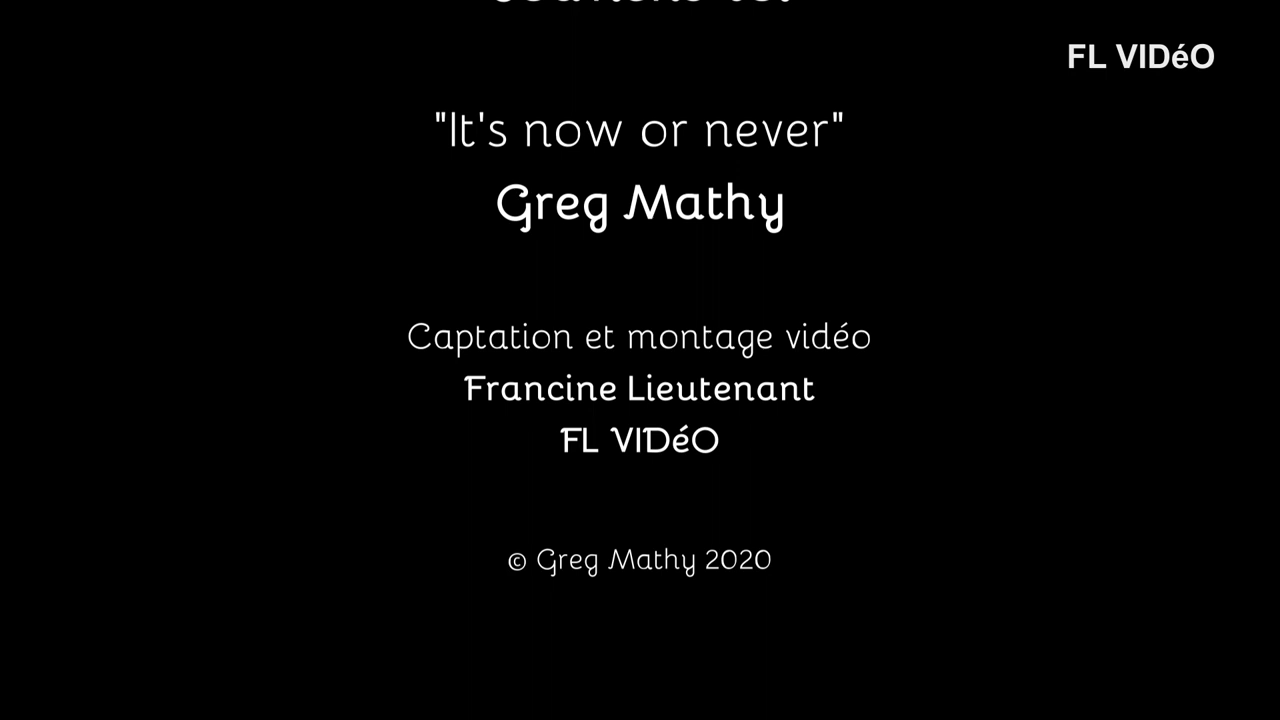 FL VIDéO
"It's now or never"
Greg Mathy
Captation et montage vidéo
Francine Lieutenant
FL VIDéO
© Greg Mathy 2020